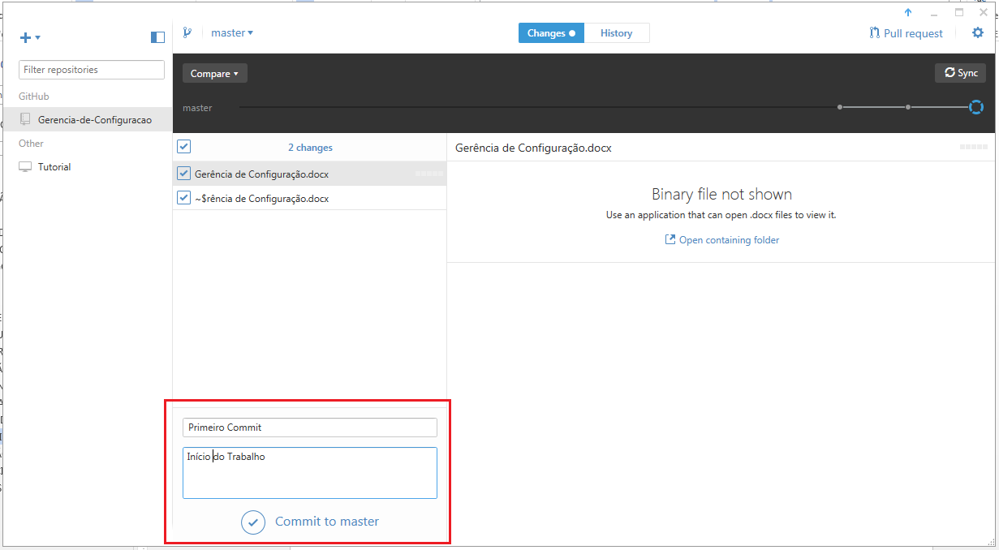 master
Changes
History
Pull request
Filter repositories
GitHub
Gerencia-de-Configuracao
Other
Tutorial
Compare
Sync
master
2 changes
Gerência de Configuração.docx
~$rência de Configuração.docx
Gerência de Configuração.docx
Binary file not shown
Use an application that can open .docx files to view it.
Open containing folder
Primeiro Commit
Início do Trabalho
Commit to master